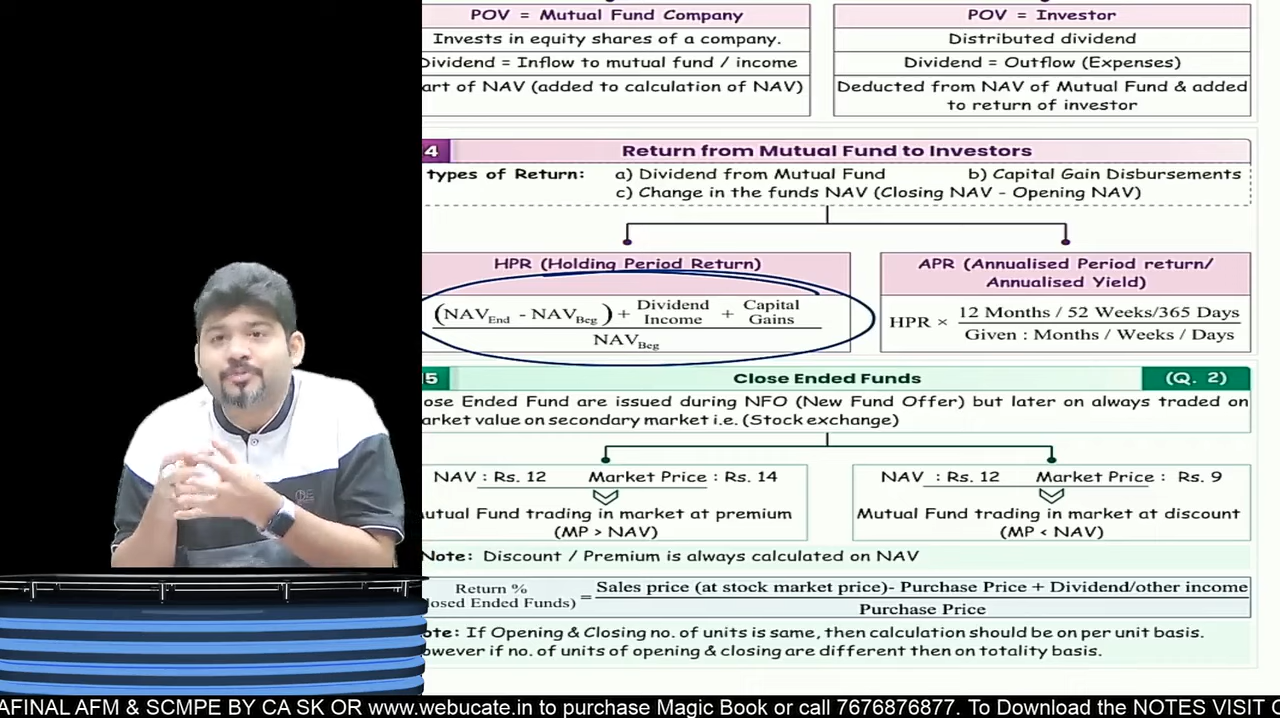 POV = Mutual Fund Company
Invests in equity shares of a company.
Dividend = Inflow to mutual fund / income
art of NAV (added to calculation of NAV)
POV = Investor
Distributed dividend
Dividend = Outflow (Expenses)
Deducted from NAV of Mutual Fund & added
to return of investor
4 Return from Mutual Fund to Investors
types of Return: a) Dividend from Mutual Fund b) Capital Gain Disbursements
c) Change in the funds NAV (Closing NAV - Opening NAV)
HPR (Holding Period Return)
(NAVEnd - NAVBeg) + Dividend Income + Capital Gains
NAVBeg
APR (Annualised Period return/
Annualised Yield)
HPR × 12 Months / 52 Weeks/365 Days
Given : Months / Weeks / Days
5 Close Ended Funds (Q. 2)
ose Ended Fund are issued during NFO (New Fund Offer) but later on always traded on
arket value on secondary market i.e. (Stock exchange)
NAV : Rs. 12 Market Price : Rs. 14
utual Fund trading in market at premium
(MP > NAV)
NAV : Rs. 12 Market Price : Rs. 9
Mutual Fund trading in market at discount
(MP < NAV)
Note: Discount / Premium is always calculated on NAV
Return %
losed Ended Funds) = Sales price (at stock market price)- Purchase Price + Dividend/other income
Purchase Price
ote: If Opening & Closing no. of units is same, then calculation should be on per unit basis.
owever if no. of units of opening & closing are different then on totality basis.
AFINAL AFM & SCMPE BY CA SK OR www.webucate.in to purchase Magic Book or call 7676876877. To Download the NOTES VISIT C